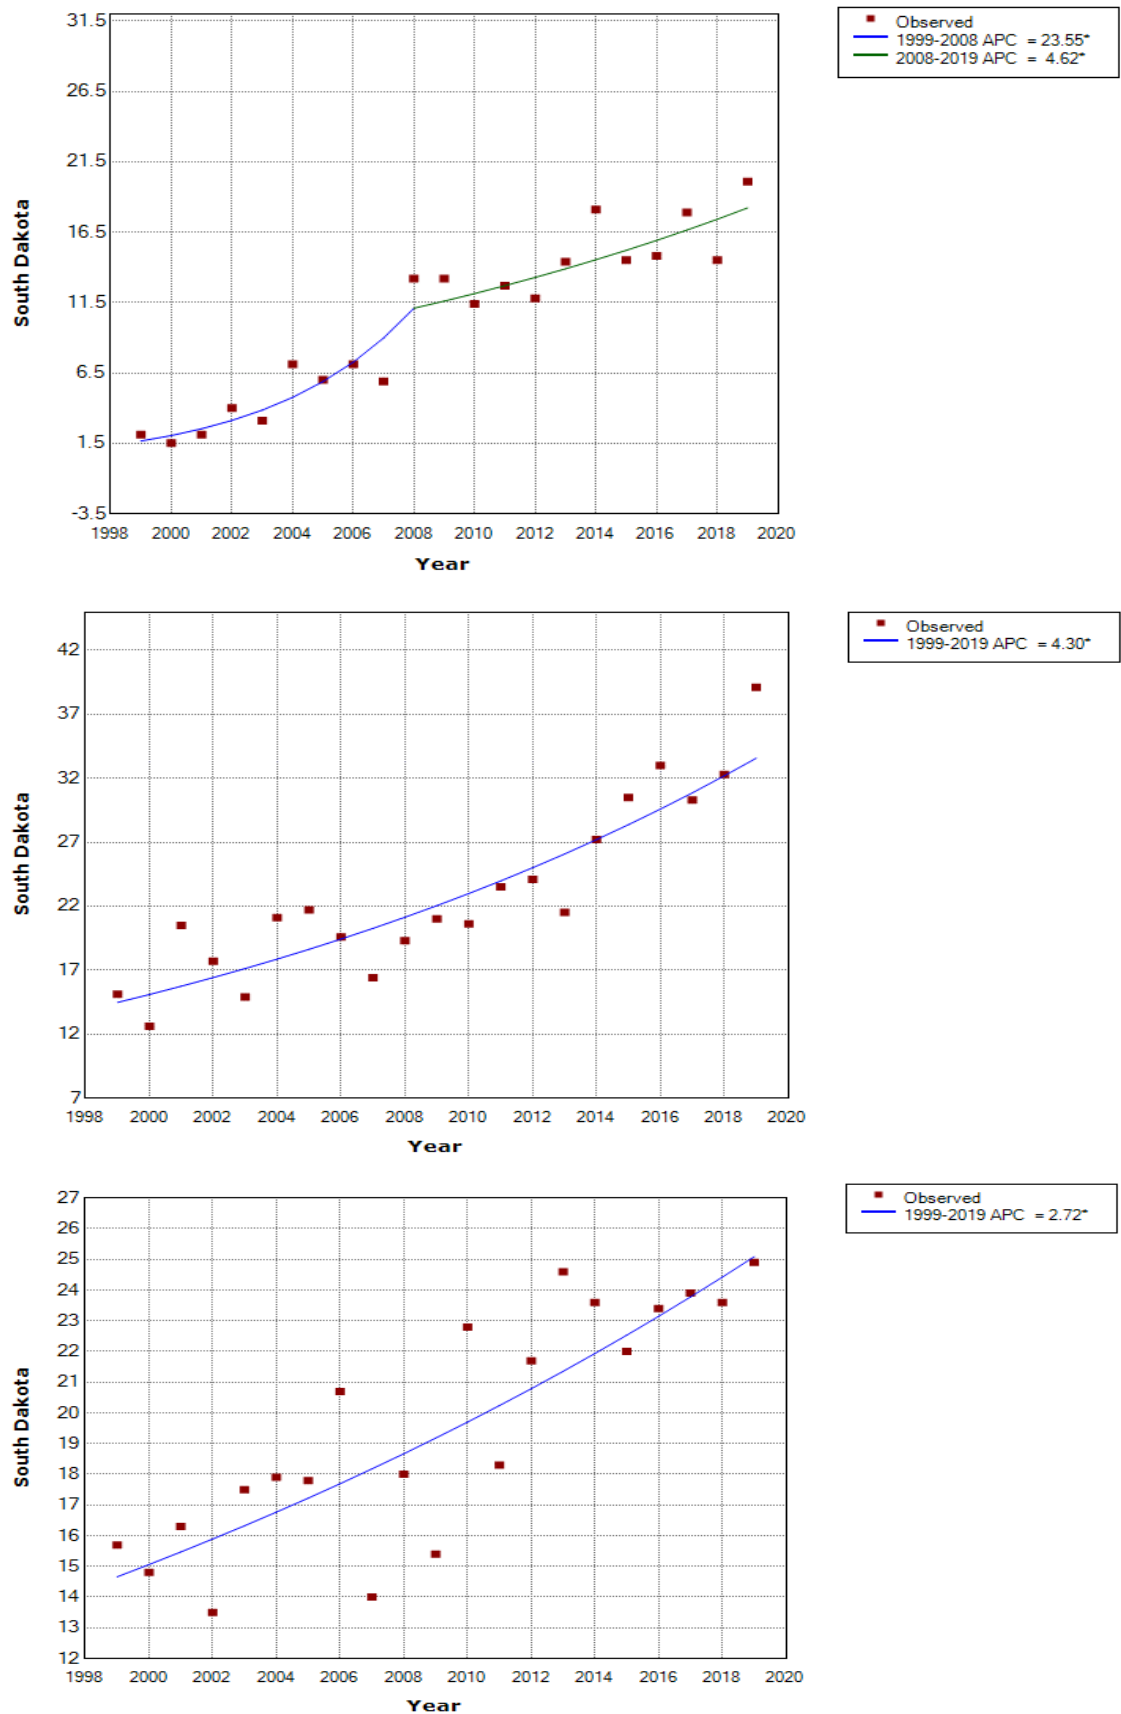 31.5
26.5
21.5
16.5
11.5
6.5
1.5
-3.5
South Dakota
1998 2000 2002 2004 2006 2008 2010 2012 2014 2016 2018 2020
Year
Observed
1999-2008 APC = 23.55*
2008-2019 APC = 4.62*
42
37
32
27
22
17
12
7
South Dakota
1998 2000 2002 2004 2006 2008 2010 2012 2014 2016 2018 2020
Year
Observed
1999-2019 APC = 4.30*
27
26
25
24
23
22
21
20
19
18
17
16
15
14
13
12
South Dakota
1998 2000 2002 2004 2006 2008 2010 2012 2014 2016 2018 2020
Year
Observed
1999-2019 APC = 2.72*